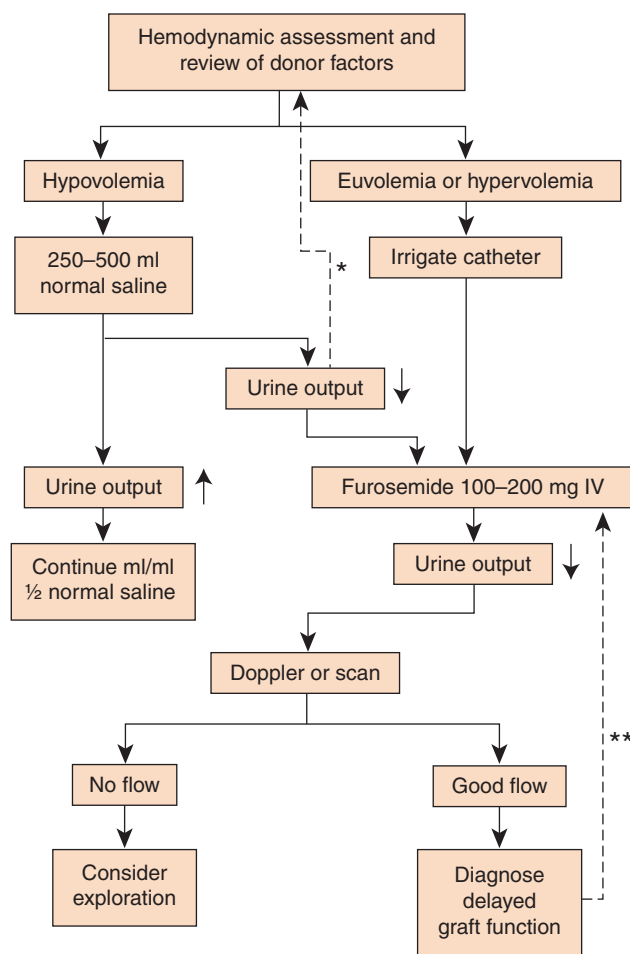 Hemodynamic assessment and
review of donor factors
Hypovolemia
Euvolemia or hypervolemia
250–500 ml
normal saline
Irrigate catheter
*
Urine output
Urine output
Furosemide 100–200 mg IV
Continue ml/ml
½ normal saline
Urine output
Doppler or scan
**
No flow
Good flow
Consider
exploration
Diagnose
delayed
graft function